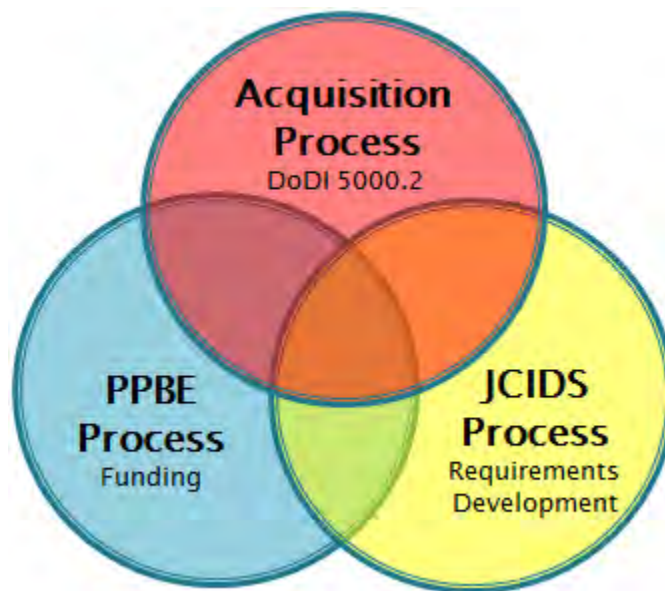 Acquisition
Process
DoDI 5000.2
PPBE
Process
Funding
JCIDS
Process
Requirements
Development